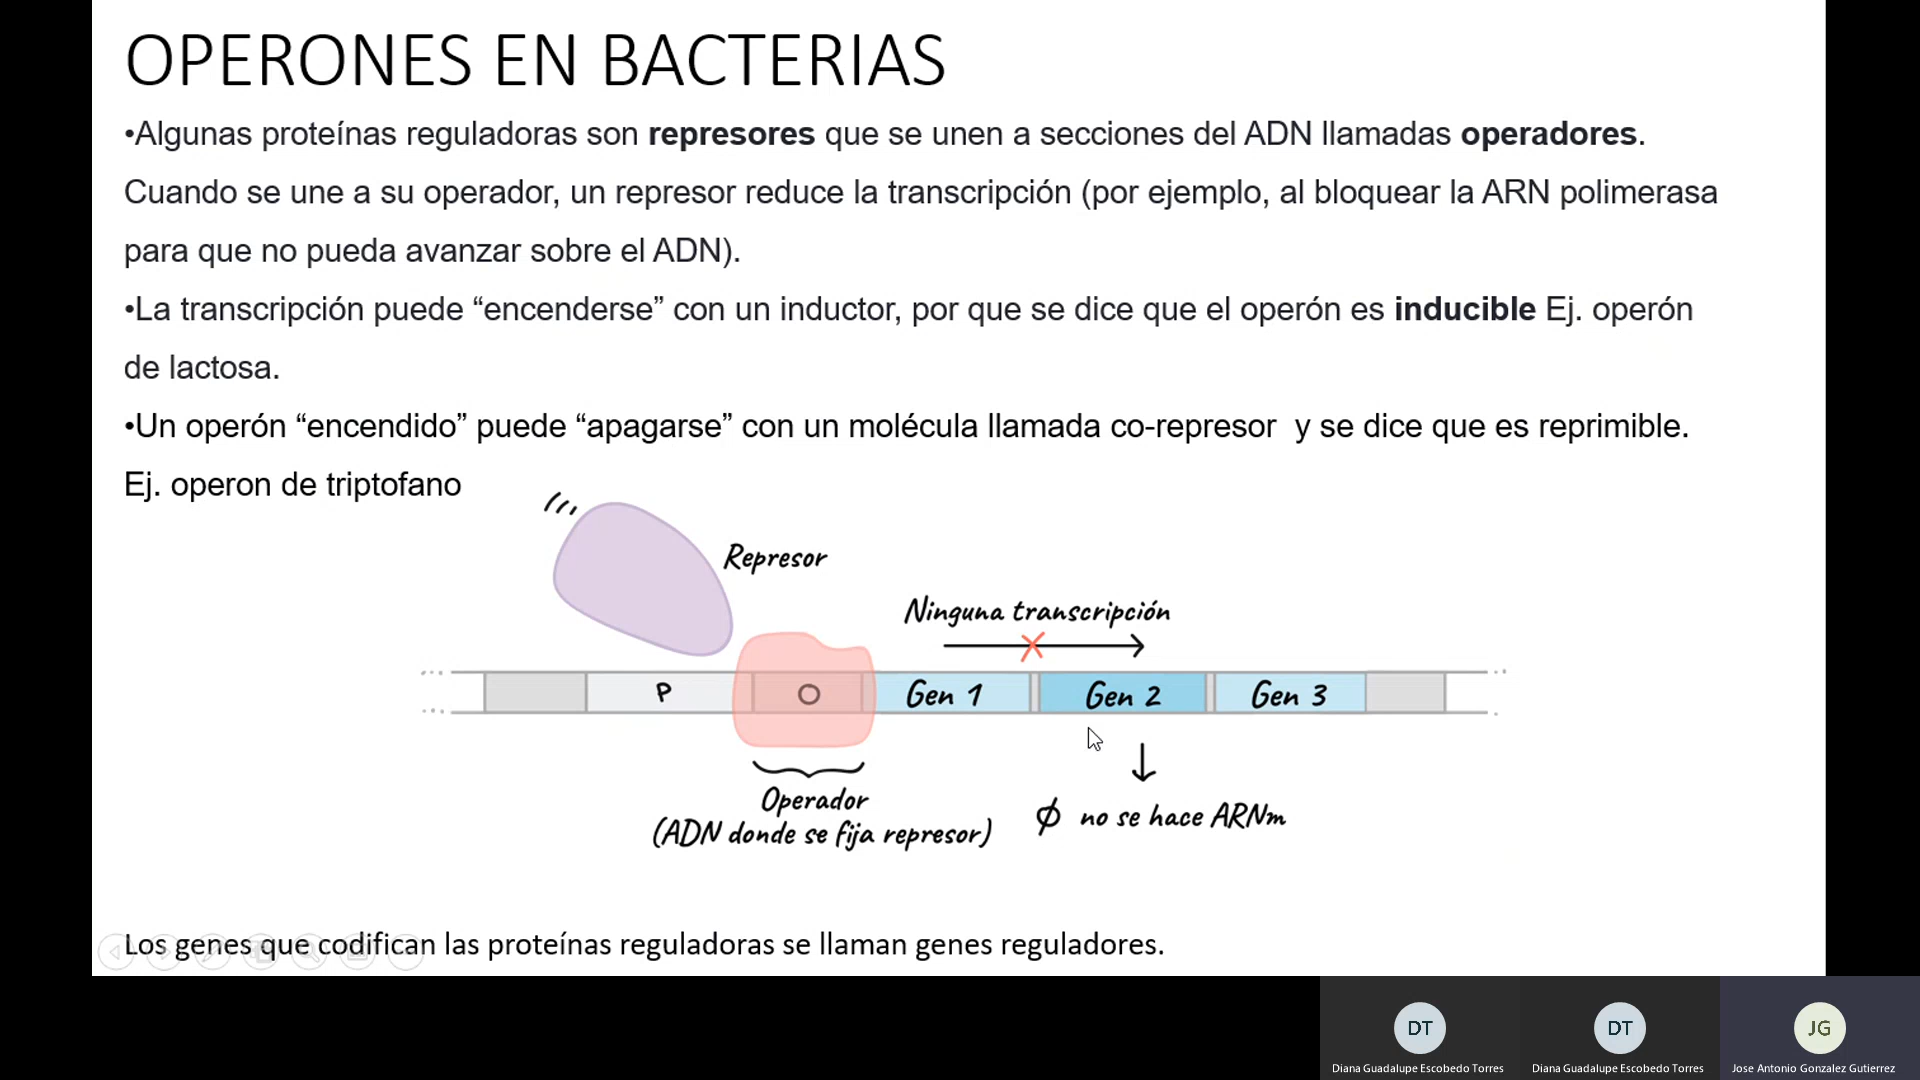 OPERONES EN BACTERIAS
•Algunas proteínas reguladoras son represores que se unen a secciones del ADN llamadas operadores.
Cuando se une a su operador, un represor reduce la transcripción (por ejemplo, al bloquear la ARN polimerasa
para que no pueda avanzar sobre el ADN).
•La transcripción puede “encenderse” con un inductor, por que se dice que el operón es inducible Ej. operón
de lactosa.
•Un operón “encendido” puede “apagarse” con un molécula llamada co-represor y se dice que es reprimible.
Ej. operon de triptofano
Represor
Ninguna transcripción
P O Gen 1 Gen 2 Gen 3
Operador
(ADN donde se fija represor)
∅ no se hace ARNm
Los genes que codifican las proteínas reguladoras se llaman genes reguladores.
DT DT JG
Diana Guadalupe Escobedo Torres Diana Guadalupe Escobedo Torres Jose Antonio Gonzalez Gutierrez